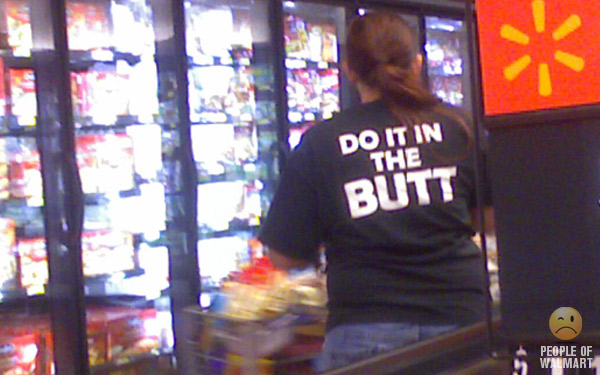 DO IT IN
THE
BUTT
PEOPLE OF
WALMART